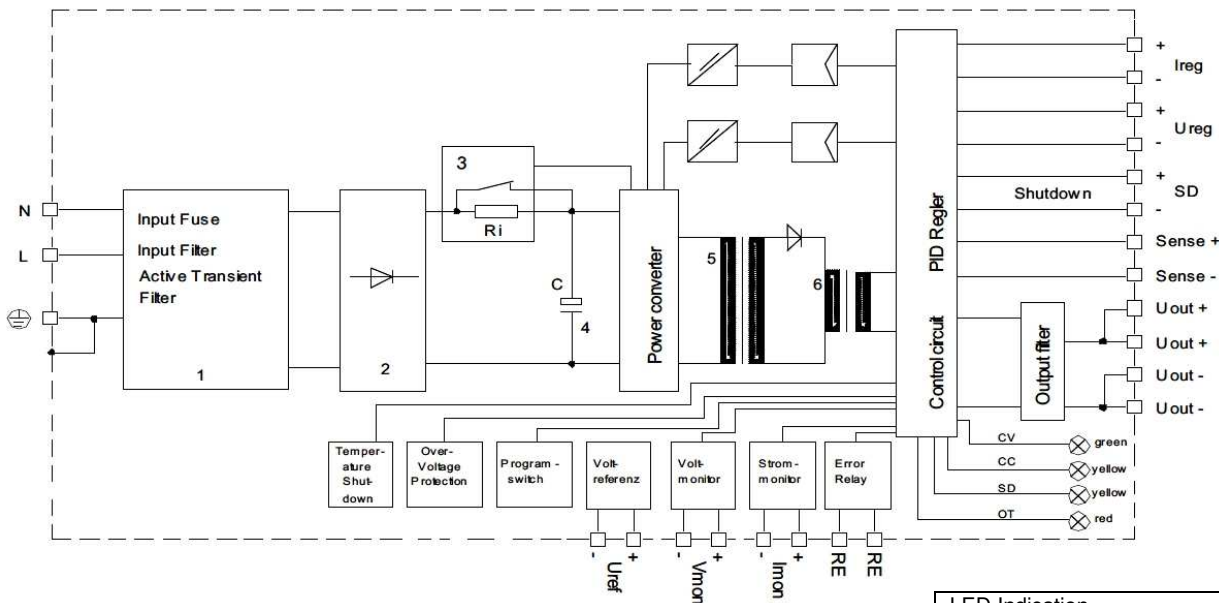 N
L
Input Fuse
Input Filter
Active Transient
Filter
1
2
3
Ri
C
4
Power converter
5
6
PID Regler
Control circuit
Shutdown
Output filter
+
Ireg
-
+
Ureg
-
+
SD
-
Sense +
Sense -
Uout +
Uout +
Uout -
Uout -
CV
green
CC
yellow
SD
yellow
OT
red
Temper-
ature
Shut-
down
Over-
Voltage
Protection
Program-
switch
Volt-
referenz
Volt-
monitor
Strom-
monitor
Error
Relay
- +
Uref
- +
Vmon
- +
Imon
RE
RE
LED Indication